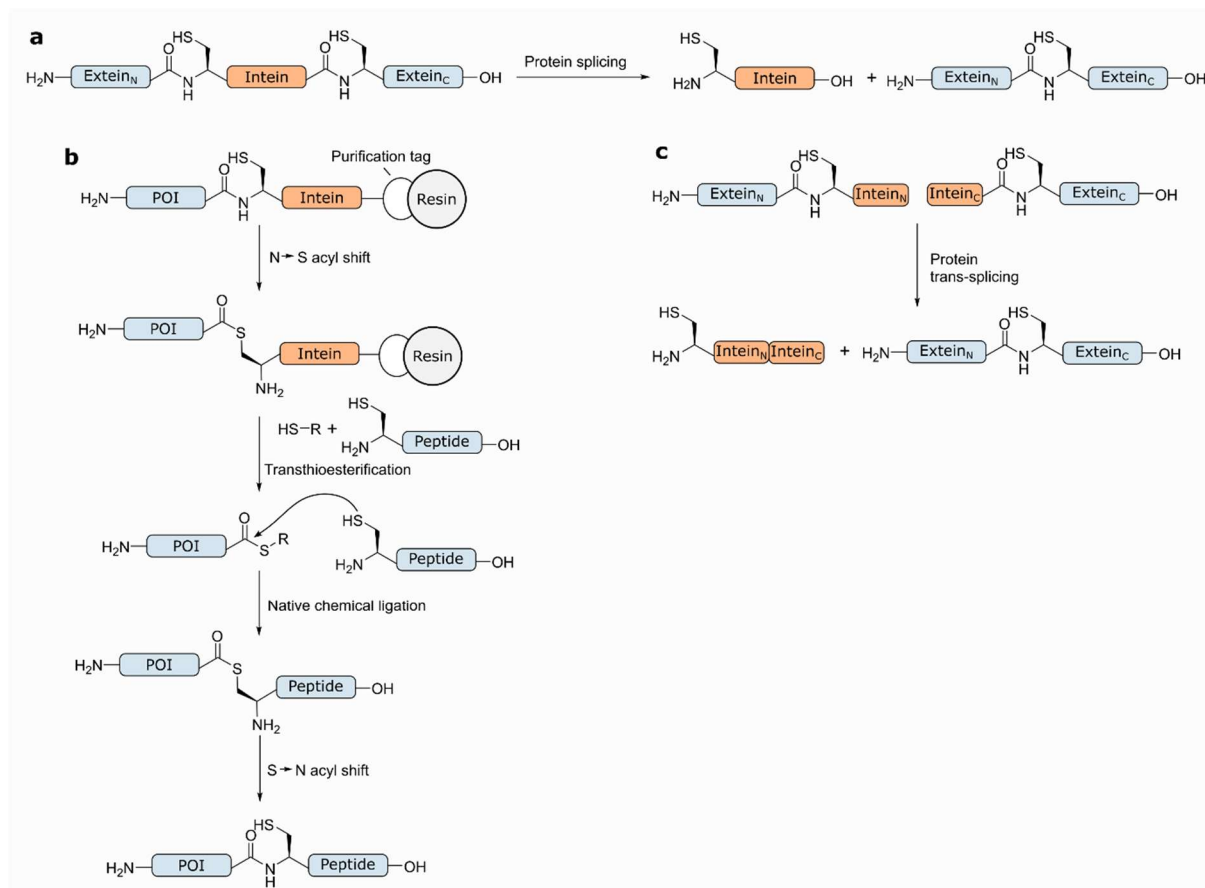 a
H₂N Extein_N O N H HS Intein O N H HS Extein_C OH
Protein splicing
HS H₂N Intein OH + H₂N Extein_N O N H HS Extein_C OH
b
Purification tag
H₂N POI O N H HS Intein Resin
N→S acyl shift
H₂N POI O S NH₂ Intein Resin
HS–R + HS H₂N Peptide OH
Transthioesterification
H₂N POI O S R HS H₂N Peptide OH
Native chemical ligation
H₂N POI O S NH₂ Peptide OH
S→N acyl shift
H₂N POI O N H HS Peptide OH
c
H₂N Extein_N O N H HS Intein_N Intein_C O N H HS Extein_C OH
Protein
trans-splicing
HS H₂N Intein_N Intein_C + H₂N Extein_N O N H HS Extein_C OH